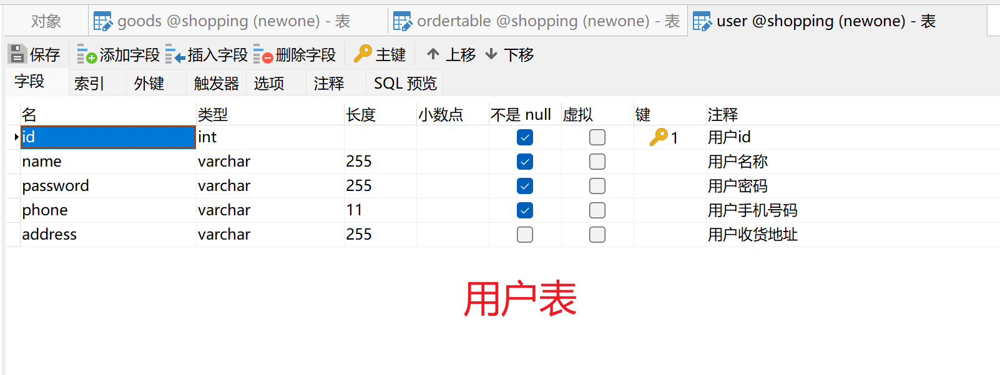 对象 goods @shopping (newone) - 表 ordertable @shopping (newone) - 表 user @shopping (newone) - 表
保存 添加字段 插入字段 删除字段 主键 上移 下移
字段 索引 外键 触发器 选项 注释 SQL 预览
名 类型 长度 小数点 不是 null 虚拟 键 注释
id int 1 用户id
name varchar 255 用户名称
password varchar 255 用户密码
phone varchar 11 用户手机号码
address varchar 255 用户收货地址
用户表